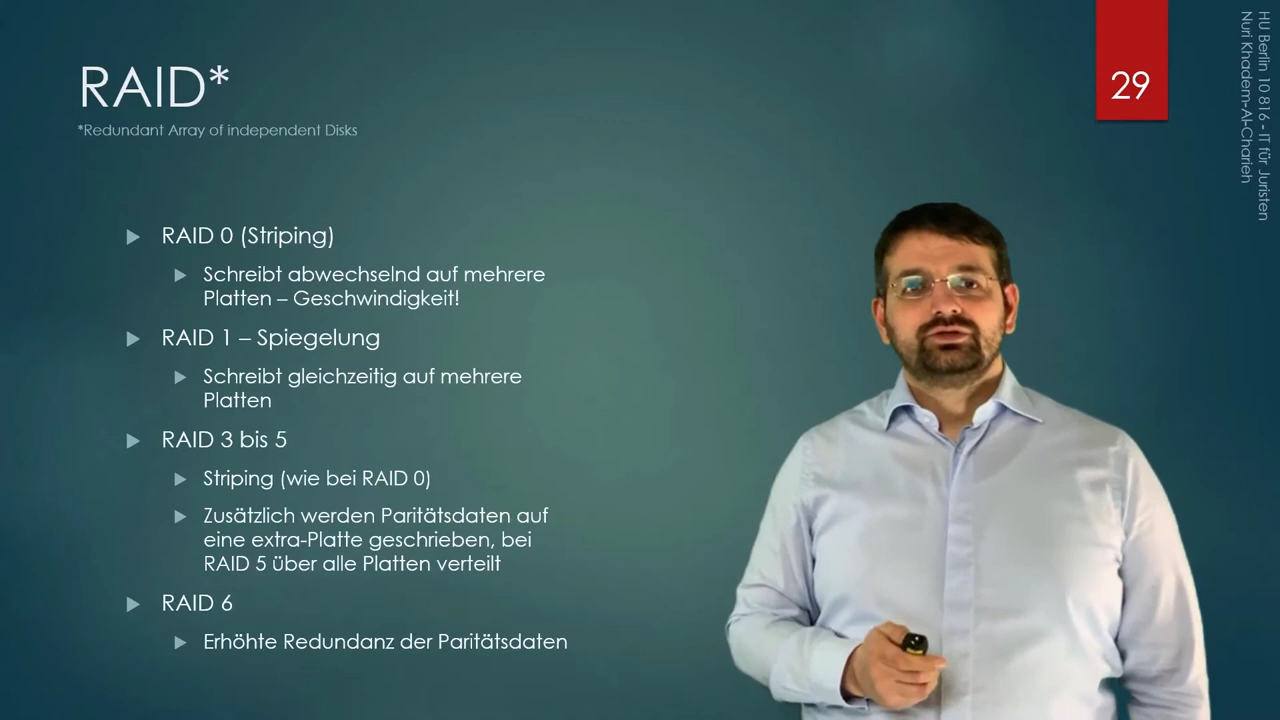 RAID*
*Redundant Array of independent Disks
29
HU Berlin 10 816 - IT für Juristen
Nuri Khadem-Al-Charieh
RAID 0 (Striping)
Schreibt abwechselnd auf mehrere
Platten – Geschwindigkeit!
RAID 1 – Spiegelung
Schreibt gleichzeitig auf mehrere
Platten
RAID 3 bis 5
Striping (wie bei RAID 0)
Zusätzlich werden Paritätsdaten auf
eine extra-Platte geschrieben, bei
RAID 5 über alle Platten verteilt
RAID 6
Erhöhte Redundanz der Paritätsdaten